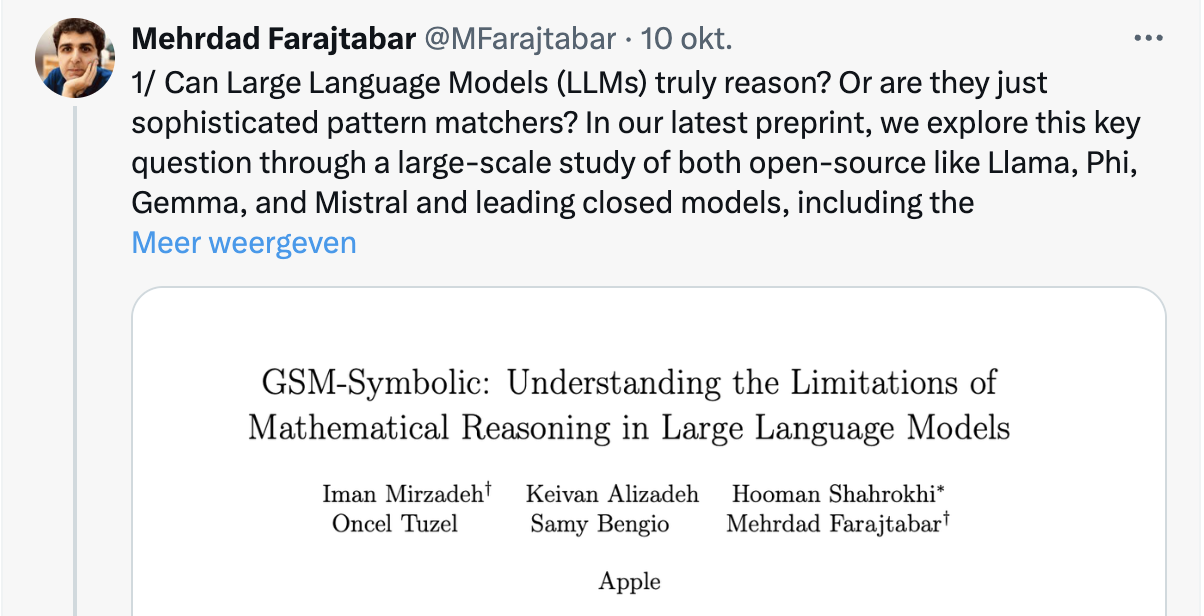 Mehrdad Farajtabar @MFarajtabar · 10 okt.
1/ Can Large Language Models (LLMs) truly reason? Or are they just
sophisticated pattern matchers? In our latest preprint, we explore this key
question through a large-scale study of both open-source like Llama, Phi,
Gemma, and Mistral and leading closed models, including the
Meer weergeven
GSM-Symbolic: Understanding the Limitations of
Mathematical Reasoning in Large Language Models
Iman Mirzadeh† Keivan Alizadeh Hooman Shahrokhi*
Oncel Tuzel Samy Bengio Mehrdad Farajtabar†
Apple